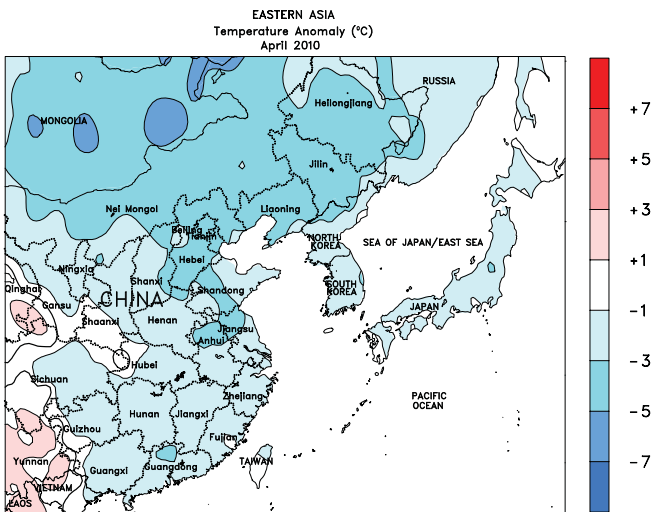 EASTERN ASIA
Temperature Anomaly (°C)
April 2010
RUSSIA
Heilongjiang
MONGOLIA
Jilin
Nei Mongol
Liaoning
Beijing
Tianjin
NORTH
KOREA
SEA OF JAPAN/EAST SEA
Hebei
Ningxia
Shanxi
Qinghai
Shandong
SOUTH
KOREA
CHINA
Gansu
JAPAN
Shaanxi
Henan
Jiangsu
Anhui
Hubei
Sichuan
Zhejiang
PACIFIC
OCEAN
Hunan
Jiangxi
Guizhou
Fujian
Yunnan
TAIWAN
Guangxi
Guangdong
VIETNAM
LAOS
+7
+5
+3
+1
−1
−3
−5
−7